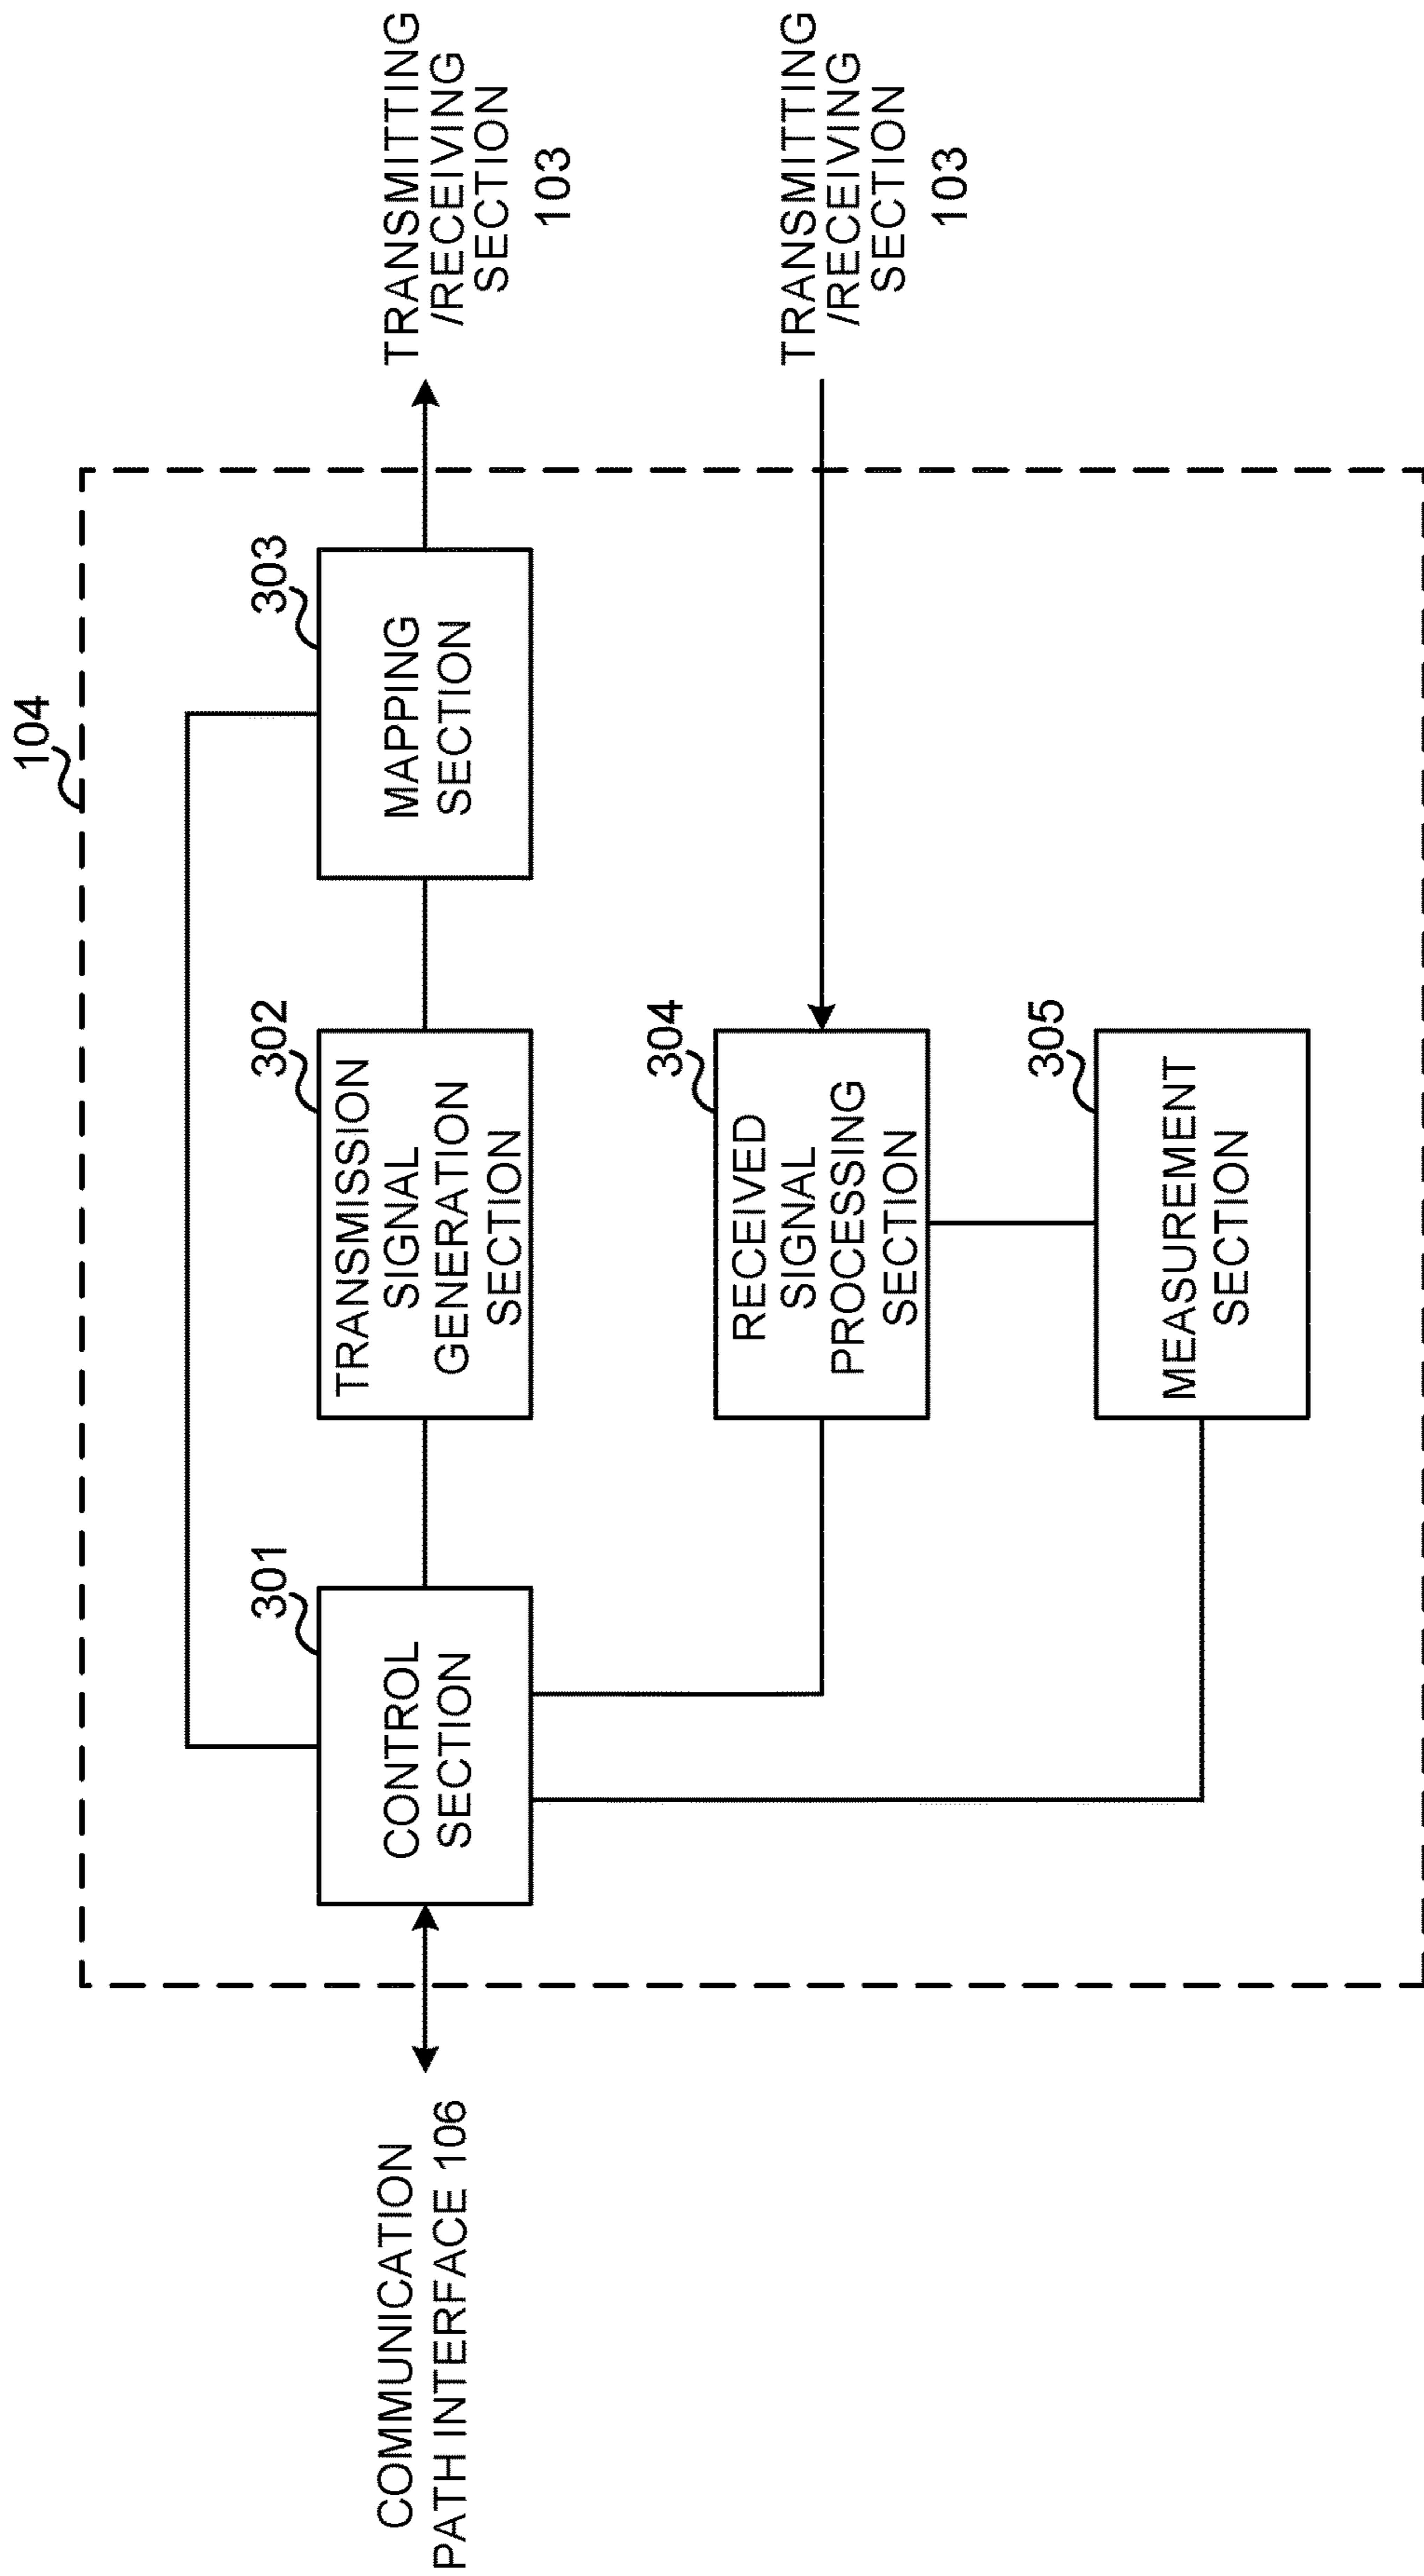 104
COMMUNICATION
PATH INTERFACE 106
301
CONTROL
SECTION
302
TRANSMISSION
SIGNAL
GENERATION
SECTION
303
MAPPING
SECTION
TRANSMITTING
/RECEIVING
SECTION
103
304
RECEIVED
SIGNAL
PROCESSING
SECTION
TRANSMITTING
/RECEIVING
SECTION
103
305
MEASUREMENT
SECTION